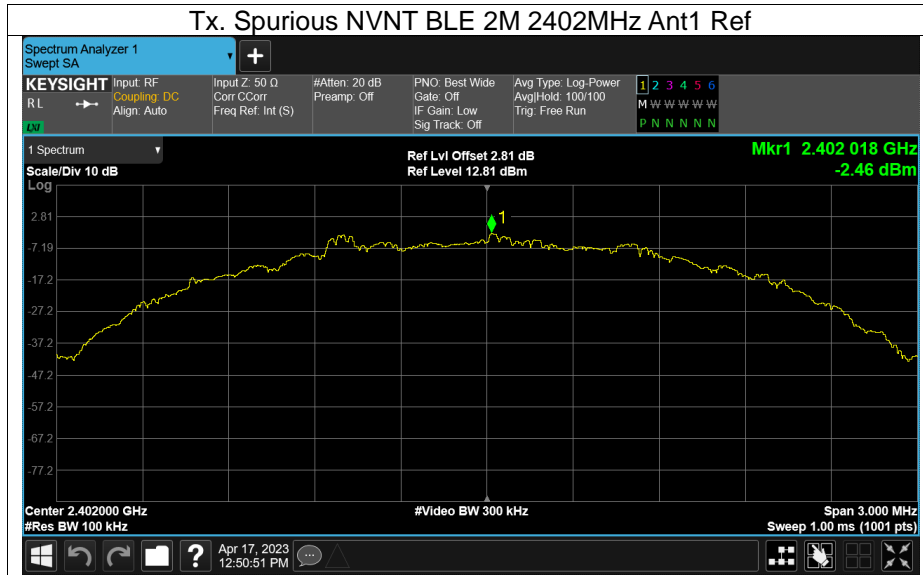 Tx. Spurious NVNT BLE 2M 2402MHz Ant1 Ref
Spectrum Analyzer 1
Swept SA
▼
+
KEYSIGHT
R L
LXI
Input: RF
Coupling: DC
Align: Auto
Input Z: 50 Ω
Corr CCorr
Freq Ref: Int (S)
#Atten: 20 dB
Preamp: Off
PNO: Best Wide
Gate: Off
IF Gain: Low
Sig Track: Off
Avg Type: Log-Power
Avg|Hold: 100/100
Trig: Free Run
1 2 3 4 5 6
M W W W W W
P N N N N N
1 Spectrum ▼
Scale/Div 10 dB
Ref Lvl Offset 2.81 dB
Ref Level 12.81 dBm
Mkr1 2.402 018 GHz
-2.46 dBm
Log
1
2.81
-7.19
-17.2
-27.2
-37.2
-47.2
-57.2
-67.2
-77.2
Center 2.402000 GHz
#Res BW 100 kHz
#Video BW 300 kHz
Span 3.000 MHz
Sweep 1.00 ms (1001 pts)
?
Apr 17, 2023
12:50:51 PM